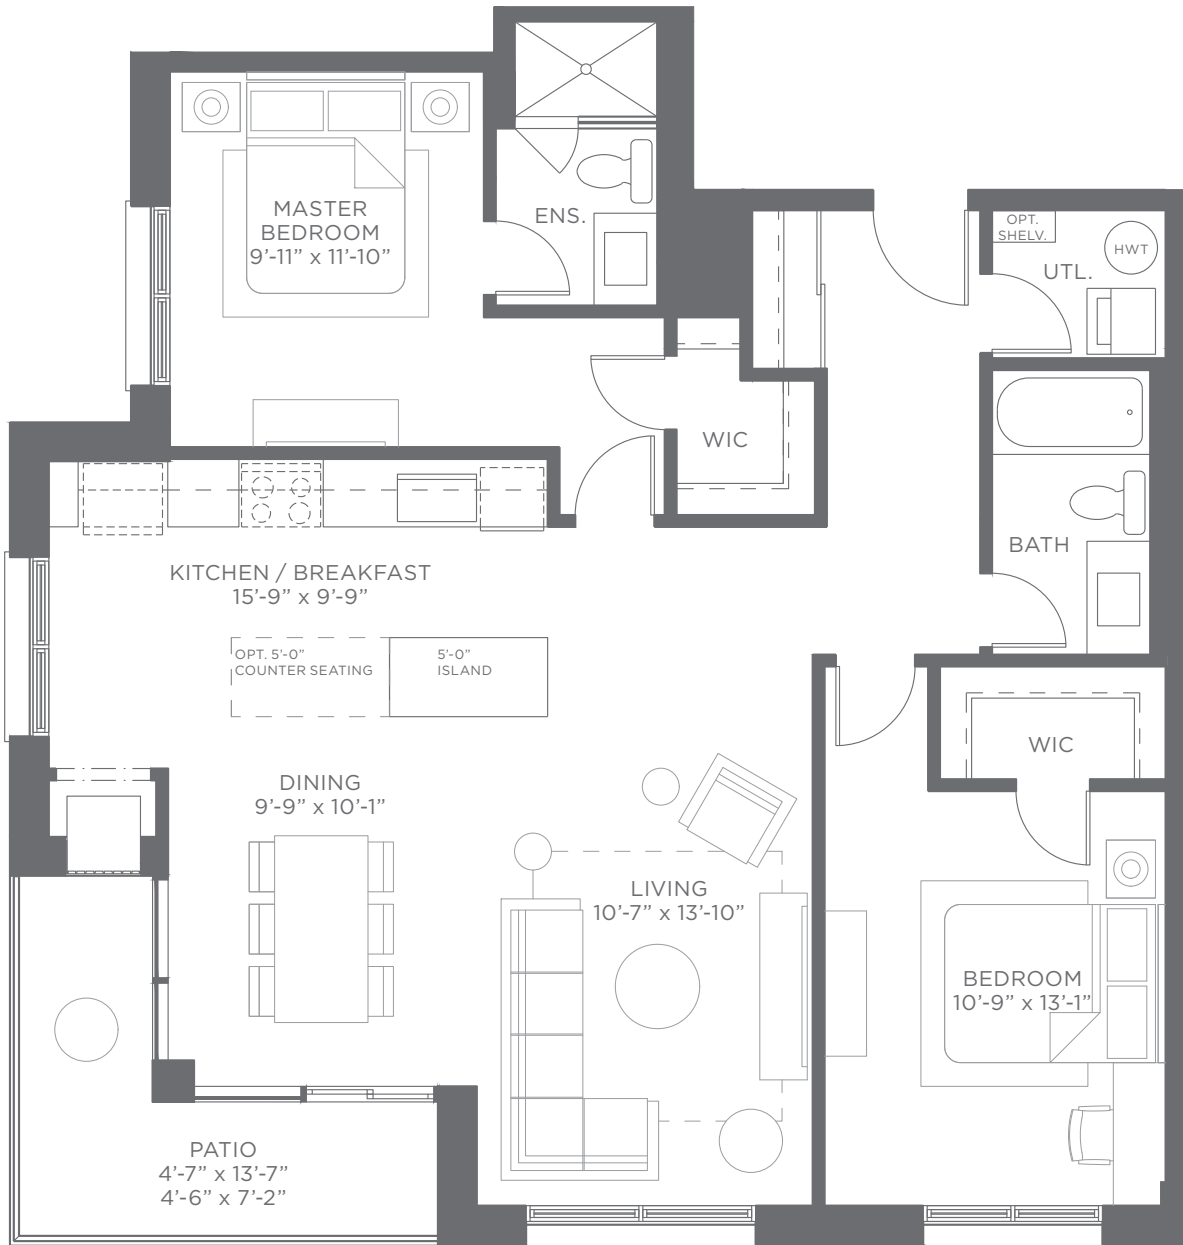 MASTER
BEDROOM
9'-11” x 11'-10”
ENS.
OPT.
SHELV.
HWT
UTL.
WIC
BATH
KITCHEN / BREAKFAST
15'-9” x 9'-9”
OPT. 5'-0”
COUNTER SEATING
5'-0”
ISLAND
WIC
DINING
9'-9” x 10'-1”
LIVING
10'-7” x 13'-10”
BEDROOM
10'-9” x 13'-1”
PATIO
4'-7” x 13'-7”
4'-6” x 7'-2”